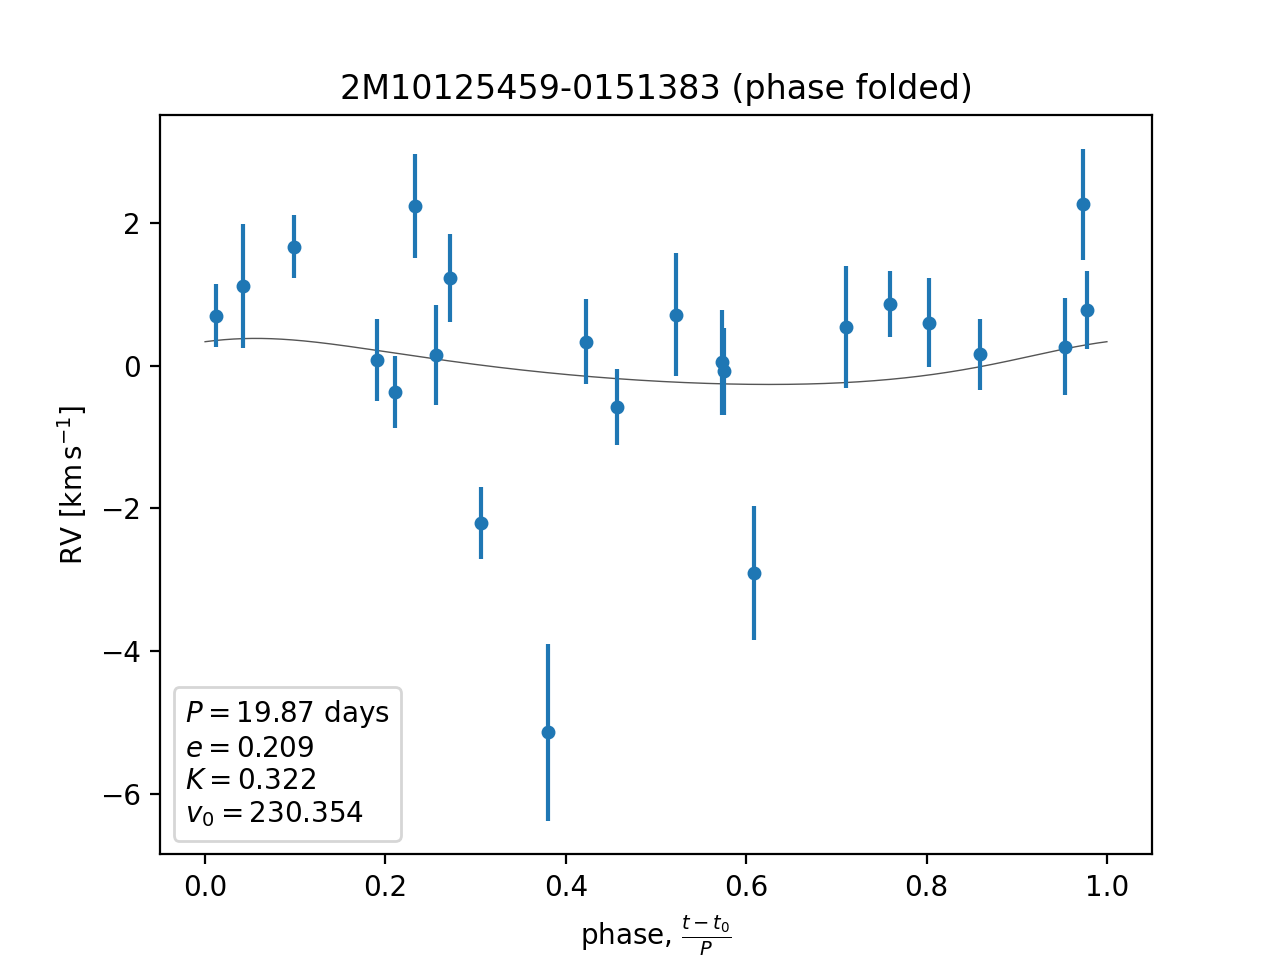 2M10125459-0151383 (phase folded)
RV [km s⁻¹]
2
0
−2
−4
−6
P = 19.87 days
e = 0.209
K = 0.322
v₀ = 230.354
0.0 0.2 0.4 0.6 0.8 1.0
phase, (t − t₀)/P